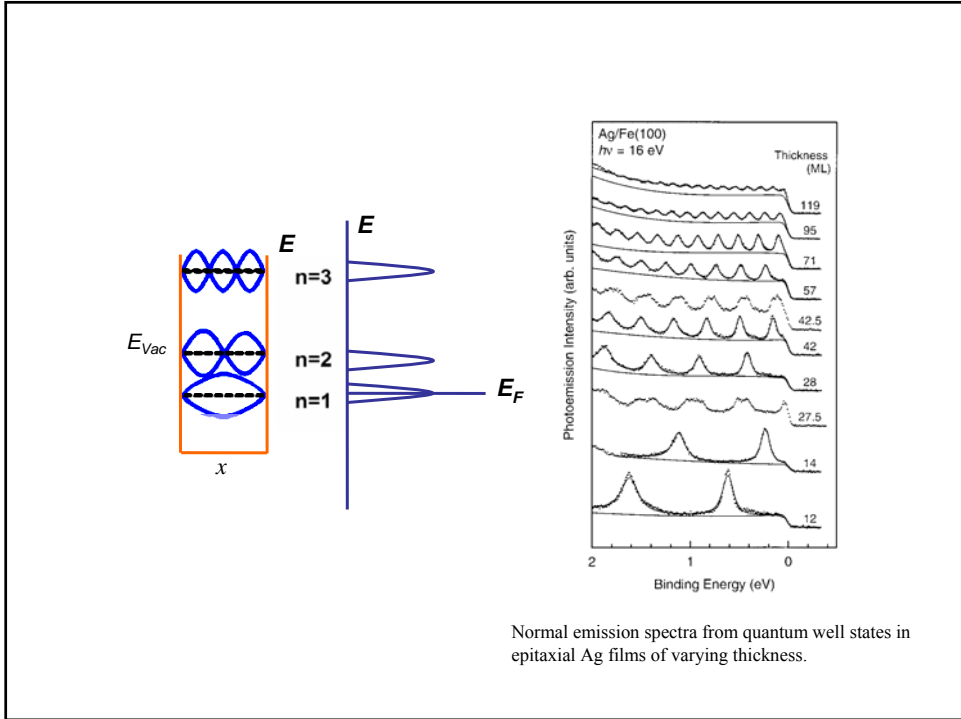 E
E
n=3
E_Vac
n=2
n=1
E_F
x
Ag/Fe(100)
hν = 16 eV
Thickness
(ML)
119
95
71
57
42.5
42
28
27.5
14
12
Photoemission Intensity (arb. units)
2
1
0
Binding Energy (eV)
Normal emission spectra from quantum well states in
epitaxial Ag films of varying thickness.